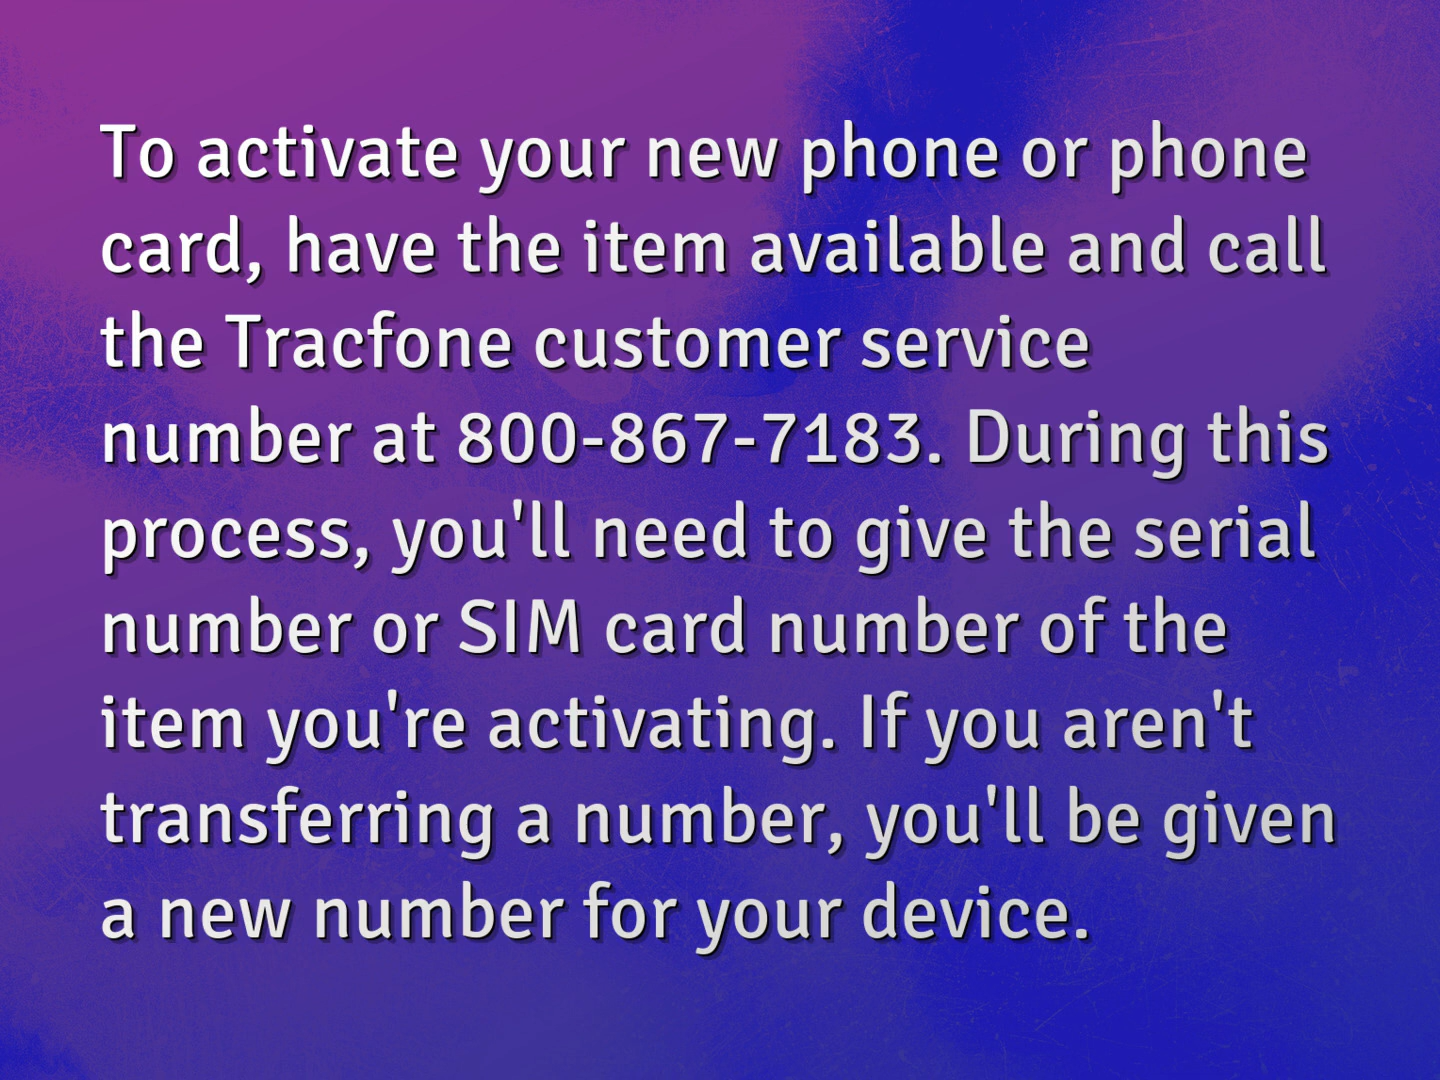 To activate your new phone or phone
card, have the item available and call
the Tracfone customer service
number at 800-867-7183. During this
process, you'll need to give the serial
number or SIM card number of the
item you're activating. If you aren't
transferring a number, you'll be given
a new number for your device.